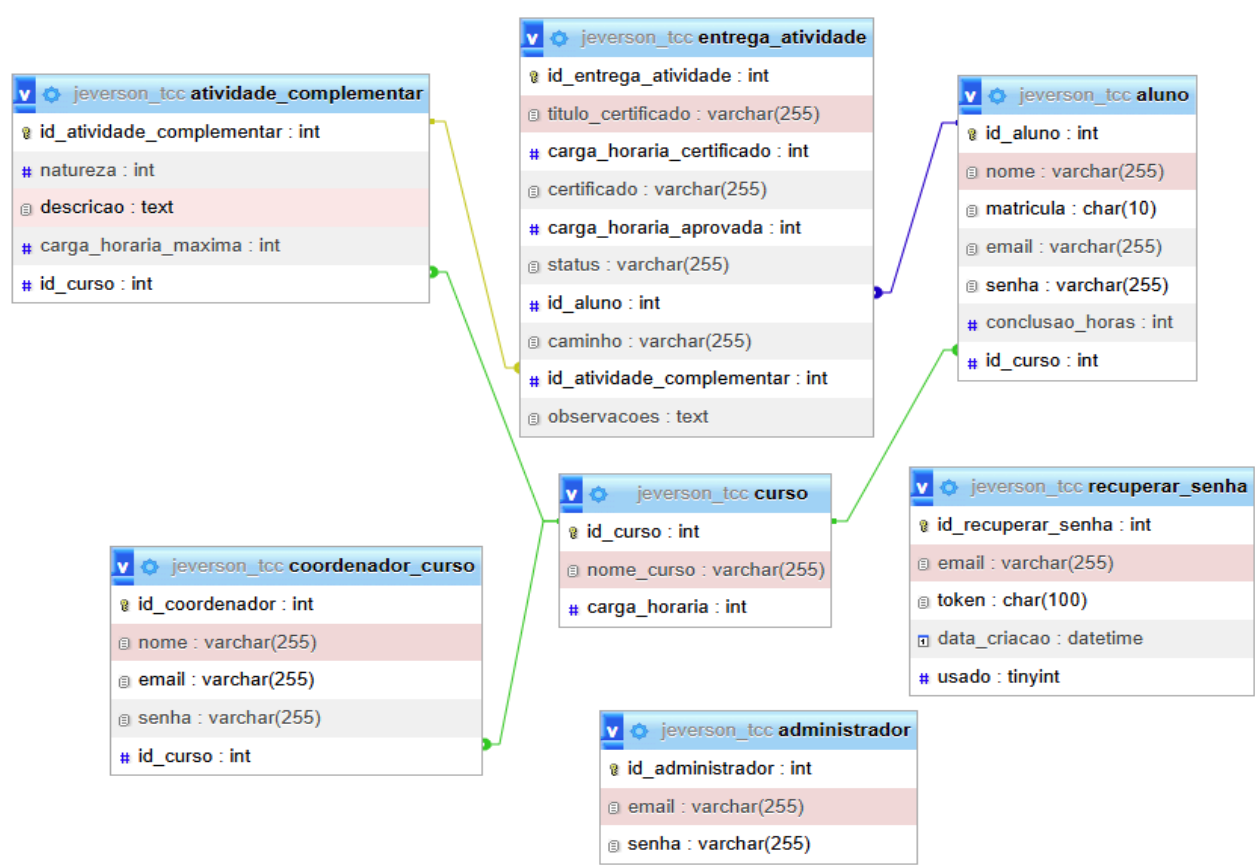 jeverson_tcc atividade_complementar
id_atividade_complementar : int
natureza : int
descricao : text
carga_horaria_maxima : int
id_curso : int
v jeverson_tcc entrega_atividade
id_entrega_atividade : int
titulo_certificado : varchar(255)
carga_horaria_certificado : int
certificado : varchar(255)
carga_horaria_aprovada : int
status : varchar(255)
id_aluno : int
caminho : varchar(255)
id_atividade_complementar : int
observacoes : text
v jeverson_tcc aluno
id_aluno : int
nome : varchar(255)
matricula : char(10)
email : varchar(255)
senha : varchar(255)
conclusao_horas : int
id_curso : int
v jeverson_tcc curso
id_curso : int
nome_curso : varchar(255)
carga_horaria : int
v jeverson_tcc recuperar_senha
id_recuperar_senha : int
email : varchar(255)
token : char(100)
data_criacao : datetime
usado : tinyint
v jeverson_tcc coordenador_curso
id_coordenador : int
nome : varchar(255)
email : varchar(255)
senha : varchar(255)
id_curso : int
v jeverson_tcc administrador
id_administrador : int
email : varchar(255)
senha : varchar(255)